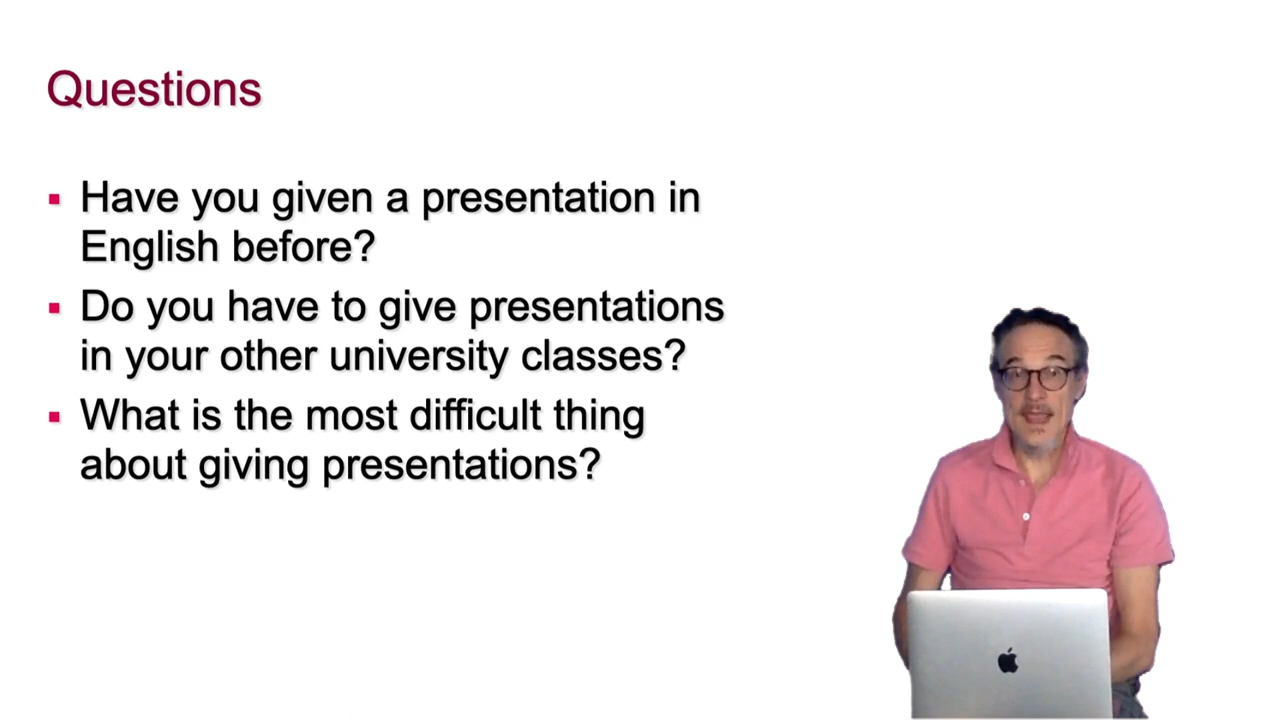 Questions
Have you given a presentation in
English before?
Do you have to give presentations
in your other university classes?
What is the most difficult thing
about giving presentations?